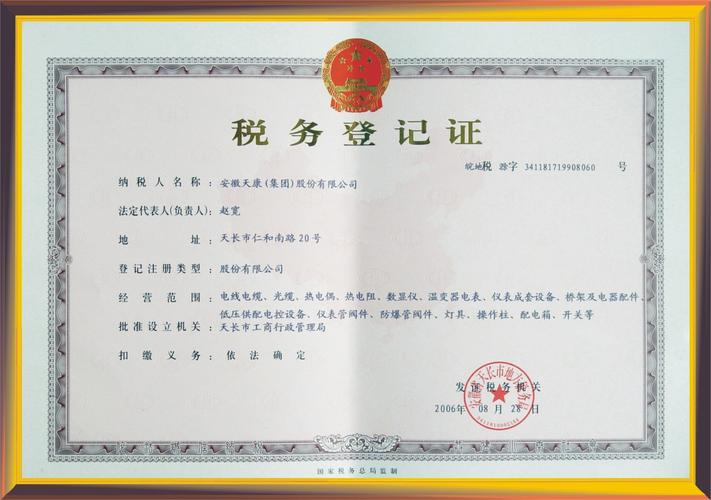 税务登记证
皖地税 滁字 341181719908060 号
纳税人名称：安徽天康(集团)股份有限公司
法定代表人(负责人)：赵宽
地址：天长市仁和南路20号
登记注册类型：股份有限公司
经营范围：电线电缆、光缆、热电偶、热电阻、数显仪、温变器电表、仪表成套设备、桥架及电器配件、
低压供配电控设备、仪表管阀件、防爆管阀件、灯具、操作柱、配电箱、开关等
批准设立机关：天长市工商行政管理局
扣缴义务：依法确定
发证税务机关
2006年 08月 28日
国家税务总局监制